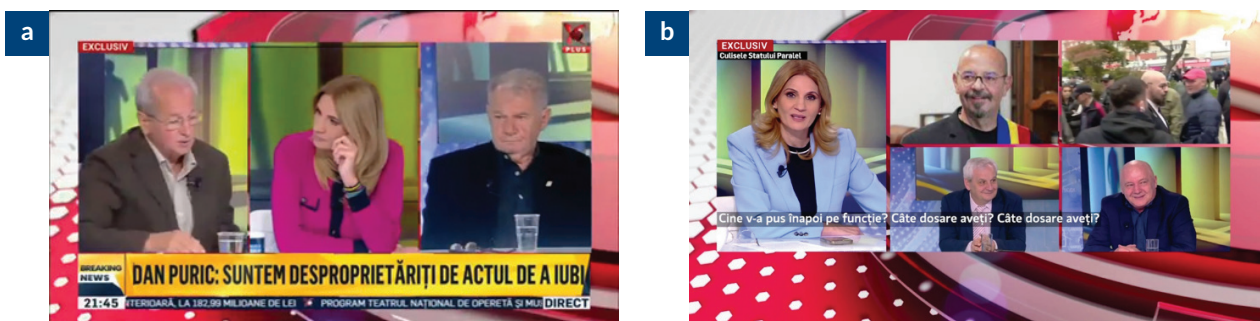 a
EXCLUSIV
PLUS
BREAKING NEWS
DAN PURIC: SUNTEM DESPROPRIETĂRIȚI DE ACTUL DE A IUBI
21:45 ITERIOARĂ, LA 182,99 MILIOANE DE LEI PROGRAM TEATRUL NAȚIONAL DE OPERETĂ ȘI MU DIRECT
b
EXCLUSIV
Culisele Statului Paralel
Cine v-a pus înapoi pe funcție? Câte dosare aveți? Câte dosare aveți?